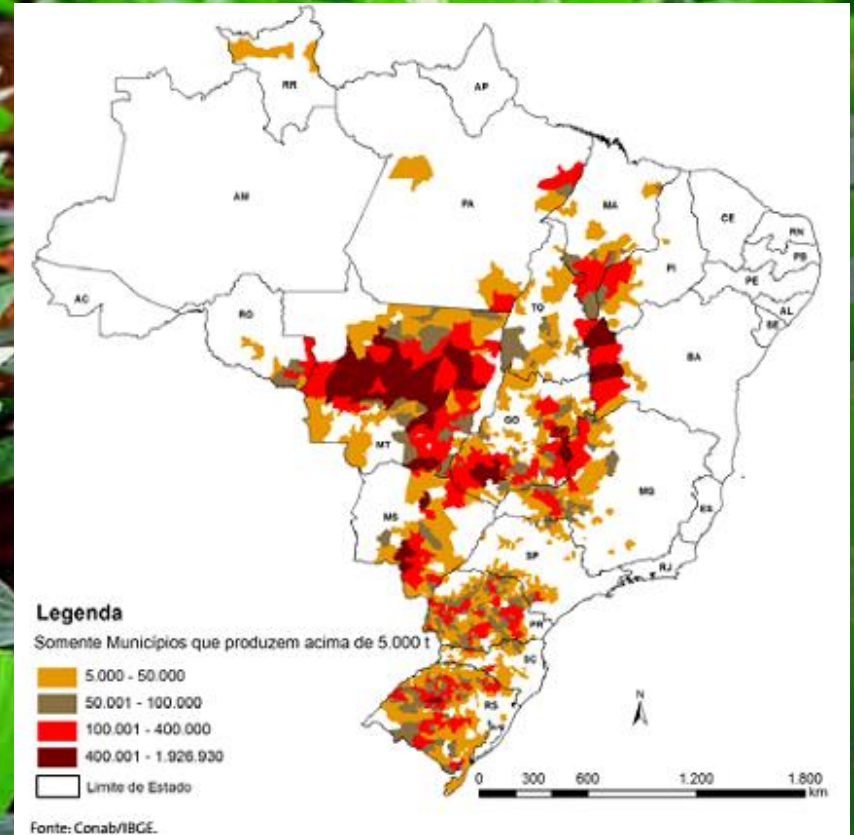 RR
AP
AM
PA
MA
CE
RN
PB
PE
AL
SE
PI
AC
RO
TO
BA
MT
GO
MG
ES
MS
SP
RJ
PR
SC
RS
Legenda
Somente Municípios que produzem acima de 5.000 t
5.000 - 50.000
50.001 - 100.000
100.001 - 400.000
400.001 - 1.926.930
Limite de Estado
N
0 300 600 1.200 1.800
km
Fonte: Conab/IBGE.